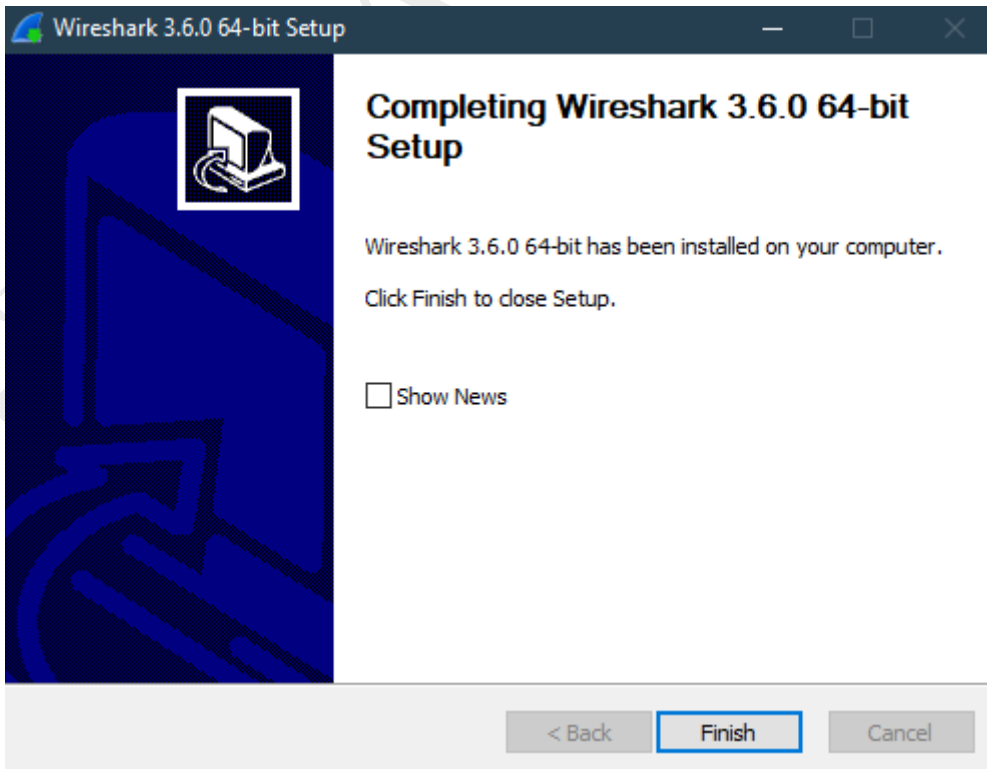 Wireshark 3.6.0 64-bit Setup
Completing Wireshark 3.6.0 64-bit
Setup
Wireshark 3.6.0 64-bit has been installed on your computer.
Click Finish to close Setup.
Show News
< Back
Finish
Cancel